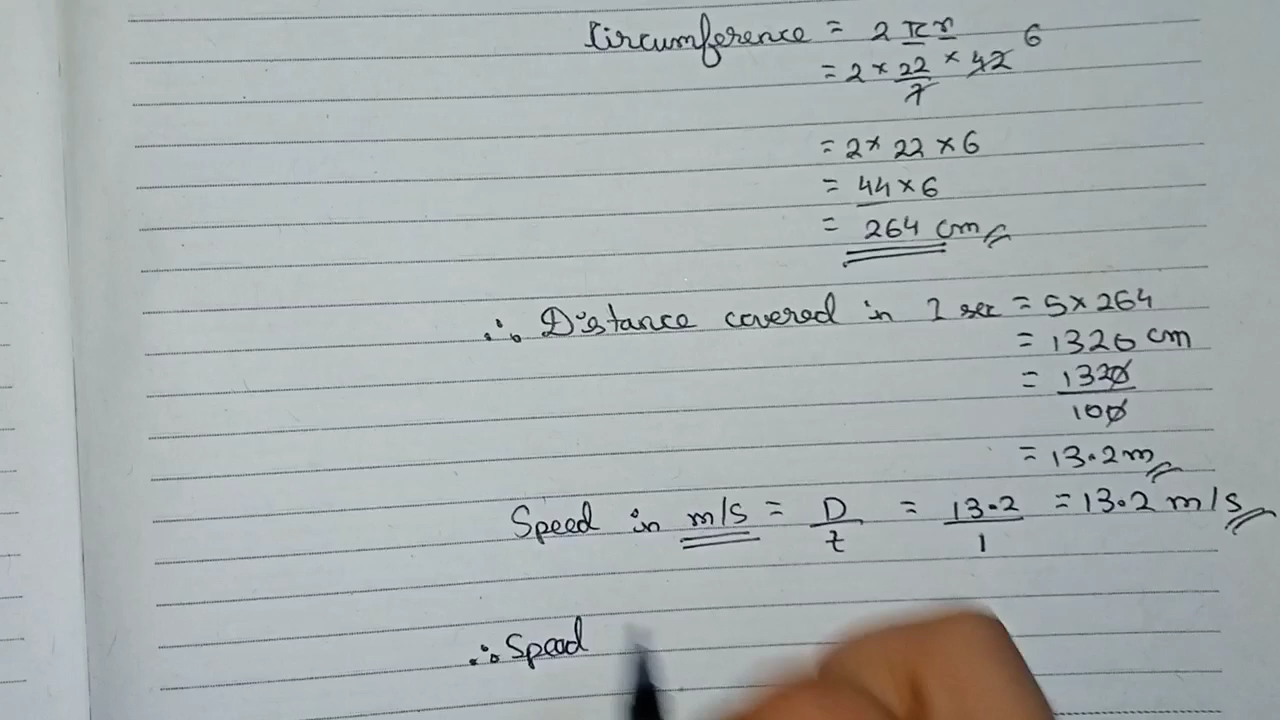 Circumference = 2 π r
= 2 × 22/7 × 42 6
= 2 × 22 × 6
= 44 × 6
= 264 cm
∴ Distance covered in 1 sec = 5 × 264
= 1320 cm
= 1320/100
= 13.2 m
Speed in m/s = D/t = 13.2/1 = 13.2 m/s
∴ Speed